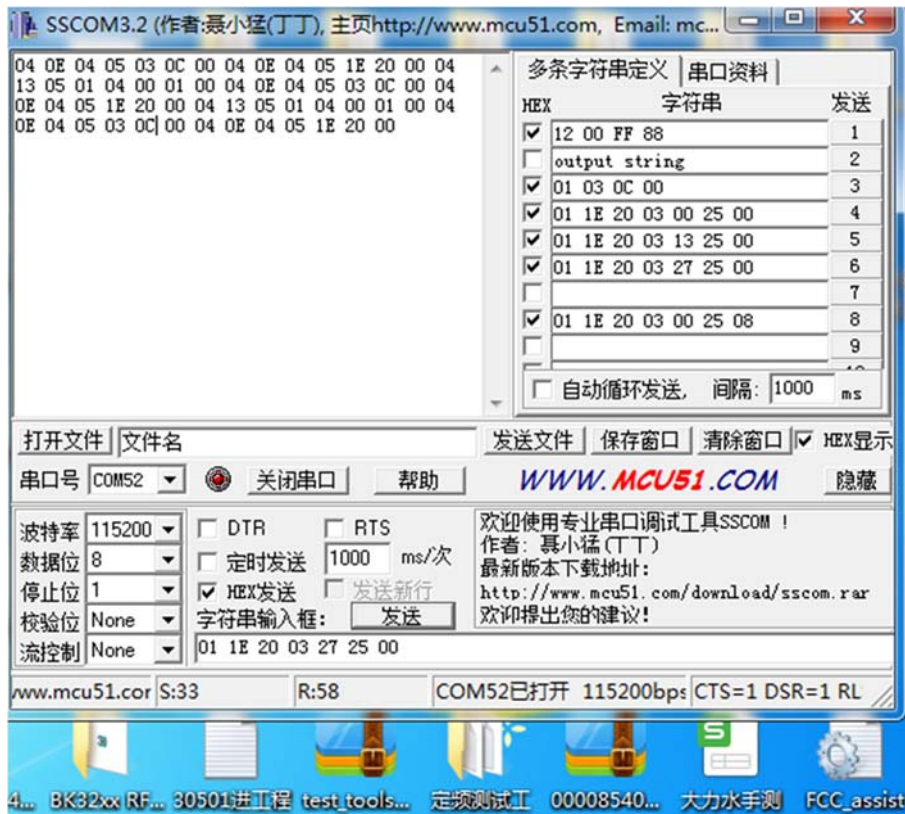 SSCOM3.2 (作者:聂小猛(丁丁), 主页http://www.mcu51.com, Email: mc...
04 0E 04 05 03 0C 00 04 0E 04 05 1E 20 00 04
13 05 01 04 00 01 00 04 0E 04 05 03 0C 00 04
0E 04 05 1E 20 00 04 13 05 01 04 00 01 00 04
0E 04 05 03 0C 00 04 0E 04 05 1E 20 00
多条字符串定义 串口资料
HEX 字符串 发送
12 00 FF 88 1
output string 2
01 03 0C 00 3
01 1E 20 03 00 25 00 4
01 1E 20 03 13 25 00 5
01 1E 20 03 27 25 00 6
7
01 1E 20 03 00 25 08 8
9
自动循环发送, 间隔: 1000 ms
打开文件 文件名 发送文件 保存窗口 清除窗口 HEX显示
串口号 COM52 关闭串口 帮助 WWW.MCU51.COM 隐藏
波特率 115200 DTR RTS
数据位 8 定时发送 1000 ms/次
停止位 1 HEX发送 发送新行
校验位 None 字符串输入框: 发送
流控制 None 01 1E 20 03 27 25 00
欢迎使用专业串口调试工具SSCOM !
作者: 聂小猛(丁丁)
最新版本下载地址:
http://www.mcu51.com/download/sscom.rar
欢迎提出您的建议!
www.mcu51.cor S:33 R:58 COM52已打开 115200bps CTS=1 DSR=1 RL
4... BK32xx RF... 30501进工程 test_tools... 定频测试工 00008540... 大力水手测 FCC_assist